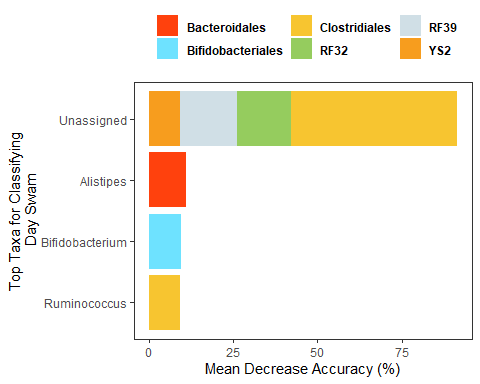 Bacteroidales
Clostridiales
RF39
Bifidobacteriales
RF32
YS2
Top Taxa for Classifying
Day Swam
Unassigned
Alistipes
Bifidobacterium
Ruminococcus
0
25
50
75
Mean Decrease Accuracy (%)